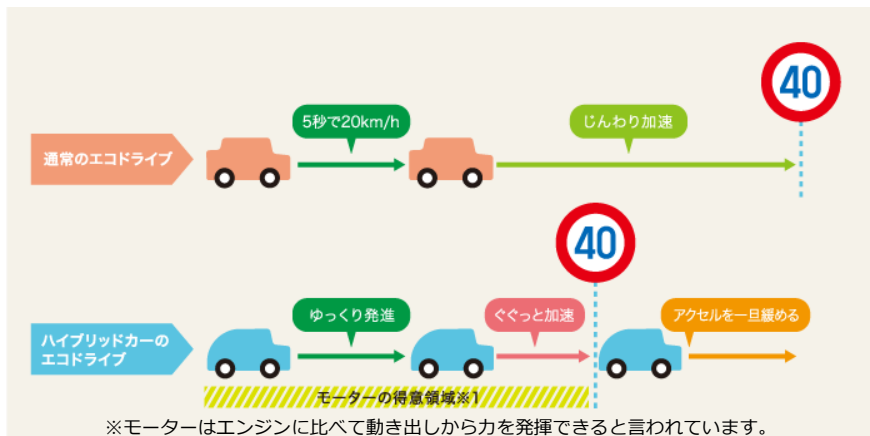 40
5秒で20km/h
じんわり加速
通常のエコドライブ
40
ゆっくり発進
ぐぐっと加速
アクセルを一旦緩める
ハイブリッドカーの
エコドライブ
モーターの得意領域※1
※モーターはエンジンに比べて動き出しから力を発揮できると言われています。